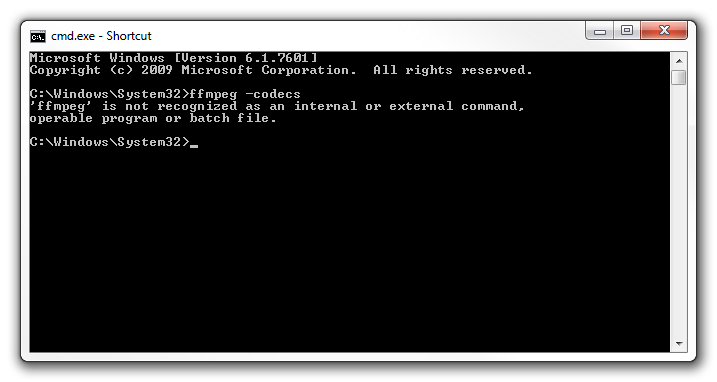 cmd.exe - Shortcut
Microsoft Windows [Version 6.1.7601]
Copyright (c) 2009 Microsoft Corporation.  All rights reserved.
C:\Windows\System32>ffmpeg -codecs
'ffmpeg' is not recognized as an internal or external command,
operable program or batch file.
C:\Windows\System32>_